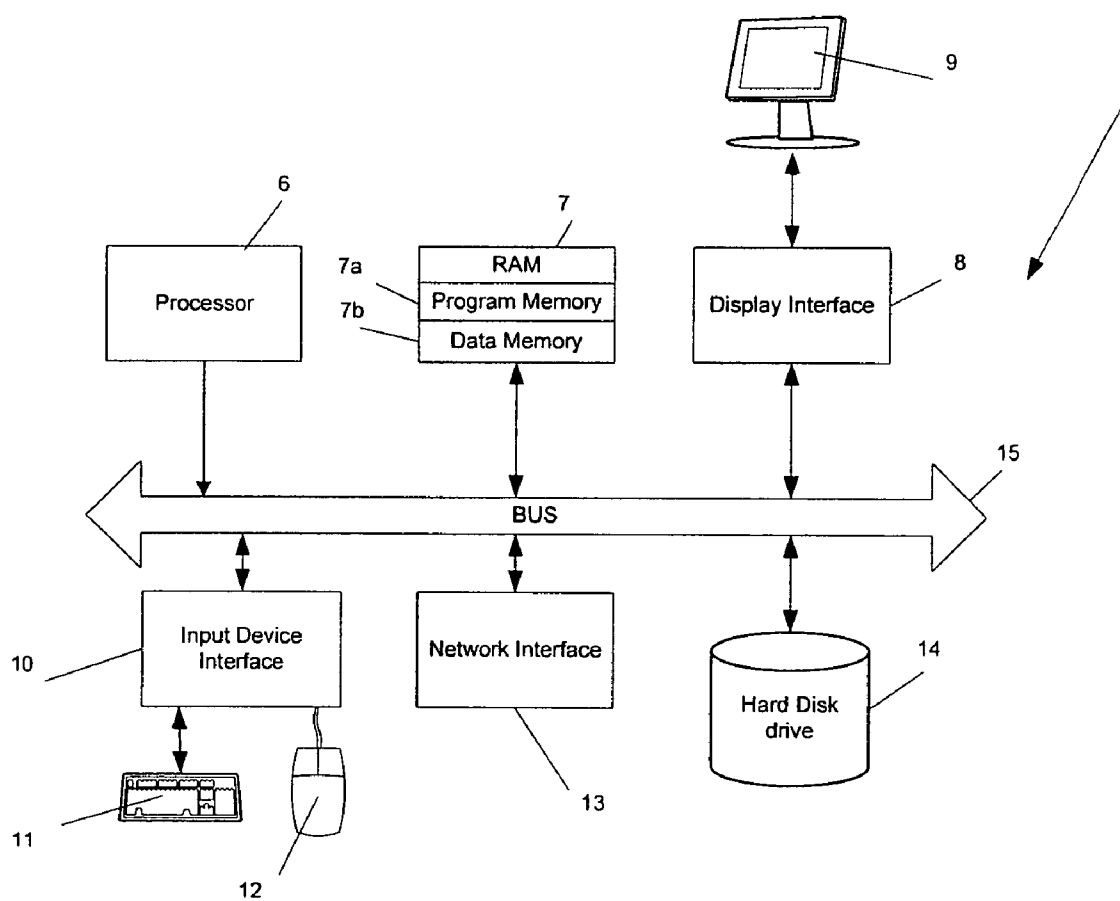 9
6
7
RAM
7a
Program Memory
7b
Data Memory
Processor
8
Display Interface
15
BUS
Input Device
Interface
10
Network Interface
14
Hard Disk
drive
11
12
13